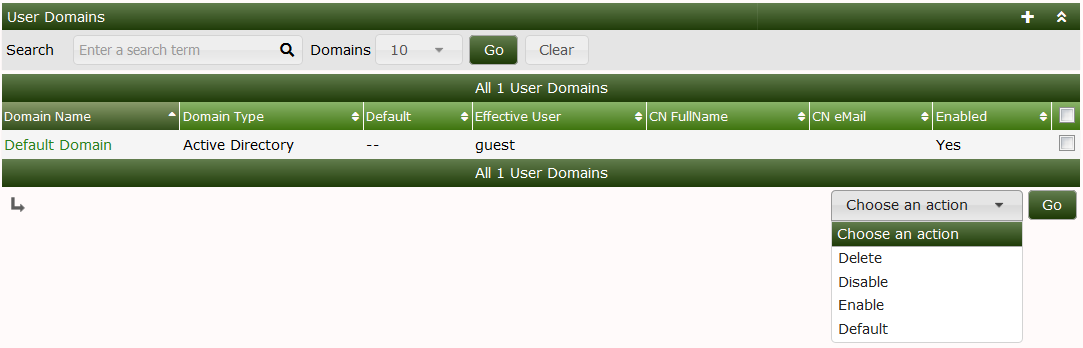 User Domains
Search Enter a search term Domains 10 Go Clear
All 1 User Domains
Domain Name Domain Type Default Effective User CN FullName CN eMail Enabled
Default Domain Active Directory -- guest Yes
All 1 User Domains
Choose an action Go
Choose an action
Delete
Disable
Enable
Default